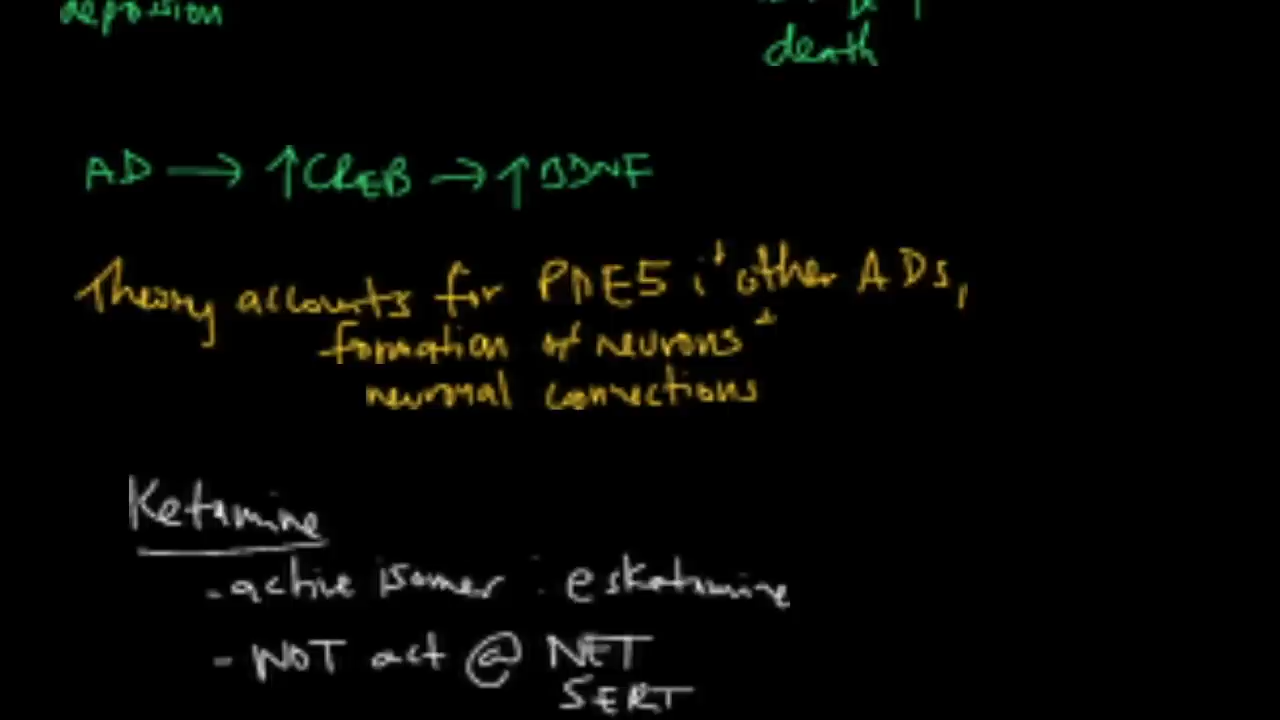 depression
death
AD → ↑CREB → ↑BDNF
Theory accounts for PDE5 i + other ADs,
formation of neurons +
neuronal connections
Ketamine
- active isomer : esketamine
- NOT act @ NET
SERT